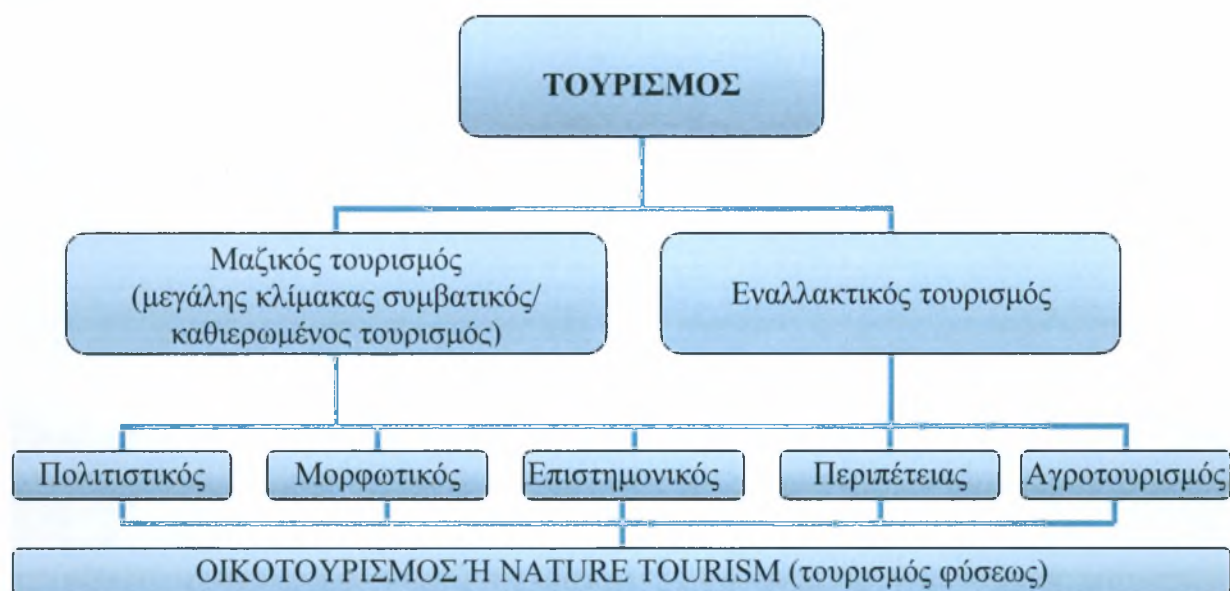 ΤΟΥΡΙΣΜΟΣ
Μαζικός τουρισμός
(μεγάλης κλίμακας συμβατικός/
καθιερωμένος τουρισμός)
Εναλλακτικός τουρισμός
Πολιτιστικός
Μορφωτικός
Επιστημονικός
Περιπέτειας
Αγροτουρισμός
ΟΙΚΟΤΟΥΡΙΣΜΟΣ Ή NATURE TOURISM (τουρισμός φύσεως)